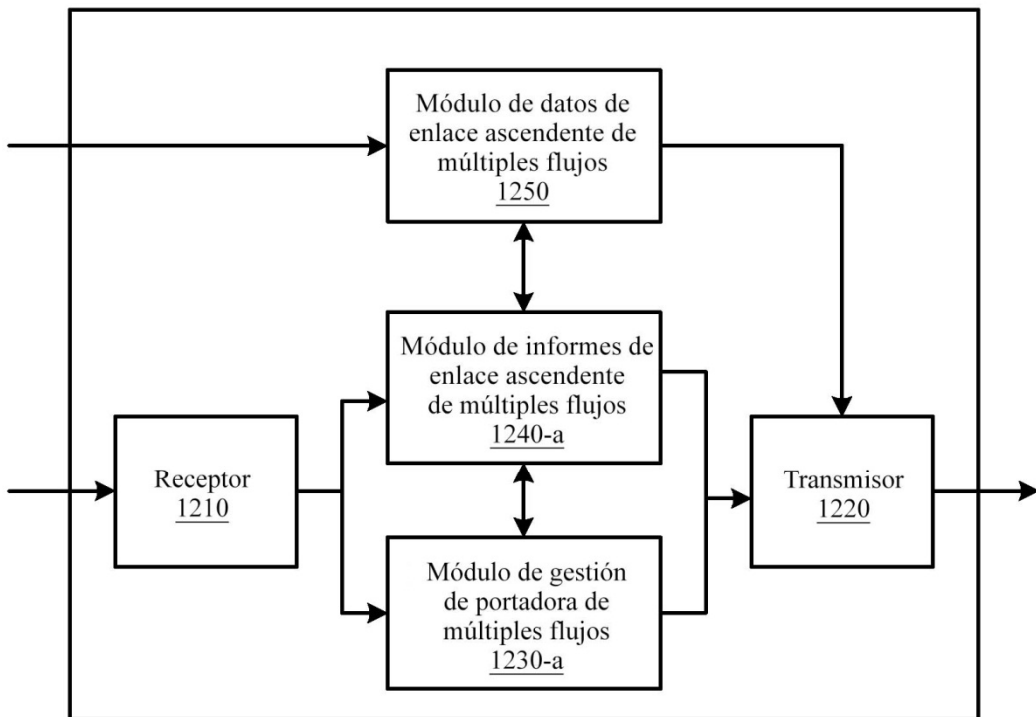 Módulo de datos de
enlace ascendente de
múltiples flujos
1250
Módulo de informes de
enlace ascendente
de múltiples flujos
1240-a
Receptor
1210
Transmisor
1220
Módulo de gestión
de portadora de
múltiples flujos
1230-a